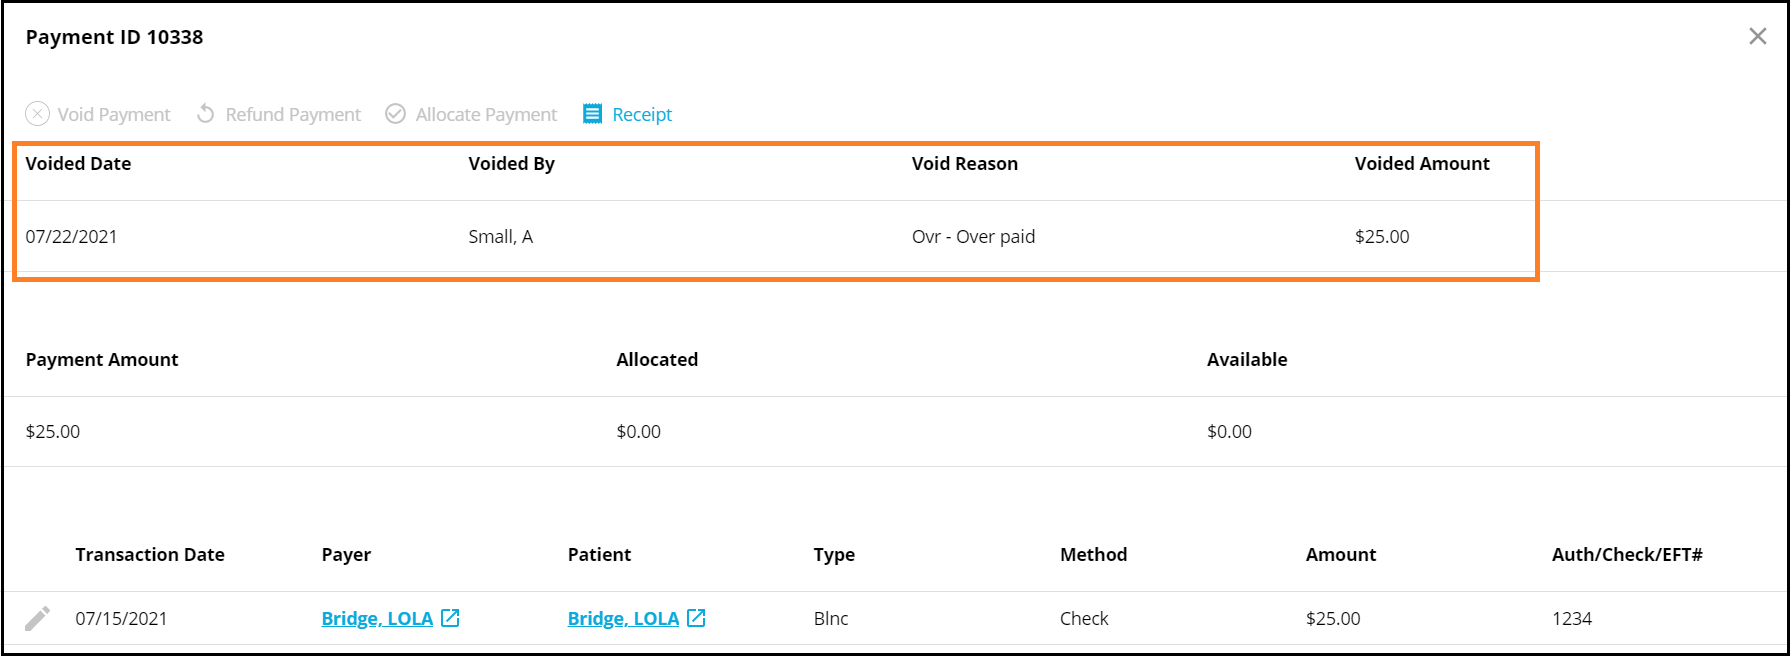 Payment ID 10338
Void Payment Refund Payment Allocate Payment Receipt
Voided Date Voided By Void Reason Voided Amount
07/22/2021 Small, A Ovr - Over paid $25.00
Payment Amount Allocated Available
$25.00 $0.00 $0.00
Transaction Date Payer Patient Type Method Amount Auth/Check/EFT#
07/15/2021 Bridge, LOLA Bridge, LOLA Blnc Check $25.00 1234